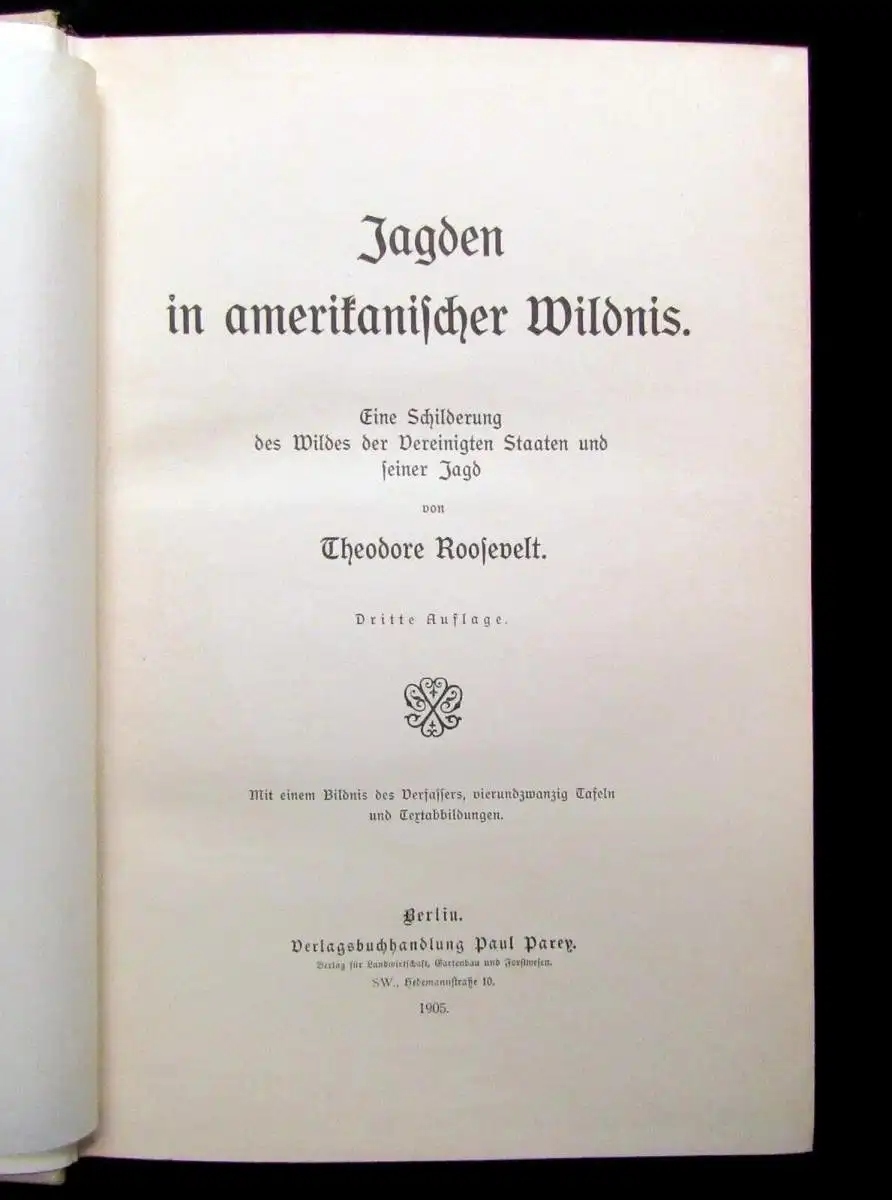 Jagden
in amerikaniſcher Wildnis.
Eine Schilderung
des Wildes der Vereinigten Staaten und
ſeiner Jagd
von
Theodore Rooſevelt.
Dritte Auflage.
Mit einem Bildnis des Verfaſſers, vierundzwanzig Tafeln
und Textabbildungen.
Berlin.
Verlagsbuchhandlung Paul Parey.
Verlag für Landwirtſchaft, Gartenbau und Forſtweſen.
SW., Hedemannſtraße 10.
1905.